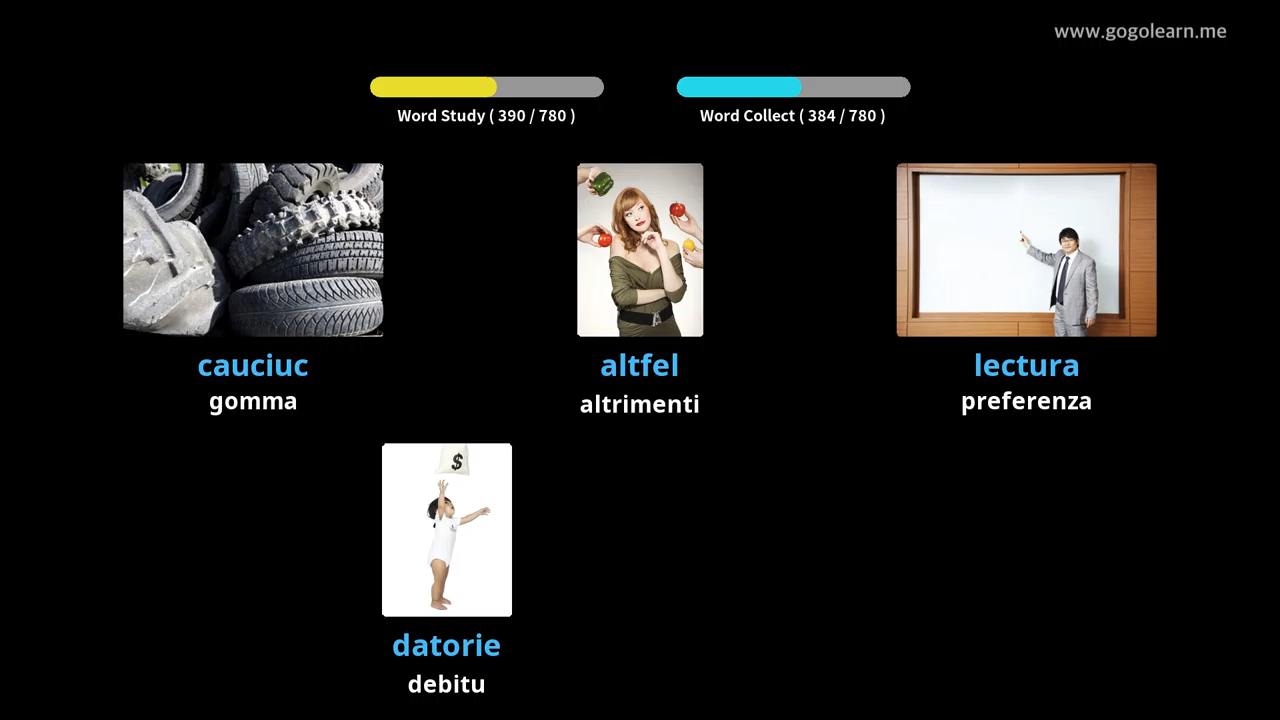 www.gogolearn.me
Word Study ( 390 / 780 )
Word Collect ( 384 / 780 )
cauciuc
gomma
altfel
altrimenti
lectura
preferenza
$
datorie
debitu